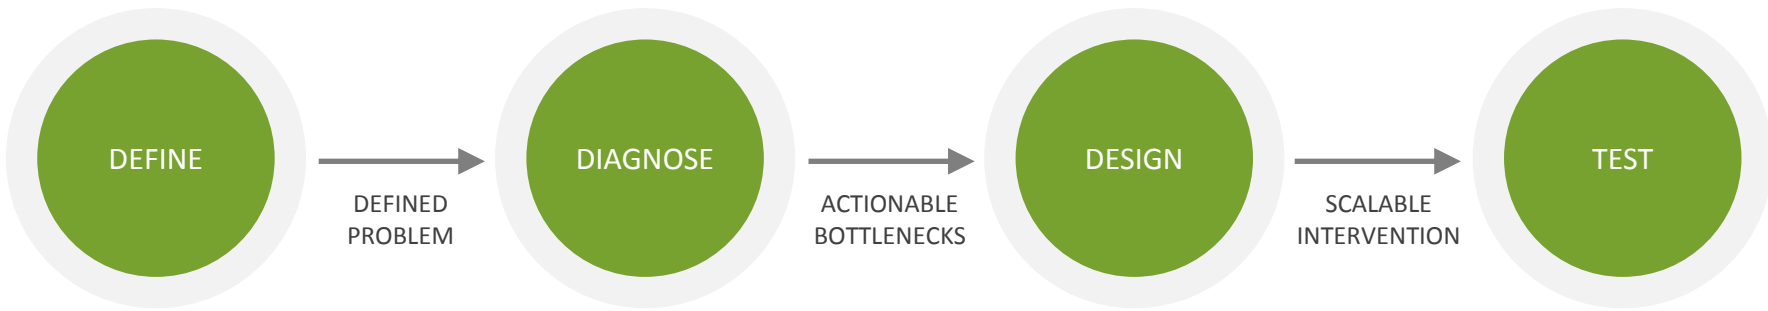 DEFINE
DEFINED
PROBLEM
DIAGNOSE
ACTIONABLE
BOTTLENECKS
DESIGN
SCALABLE
INTERVENTION
TEST